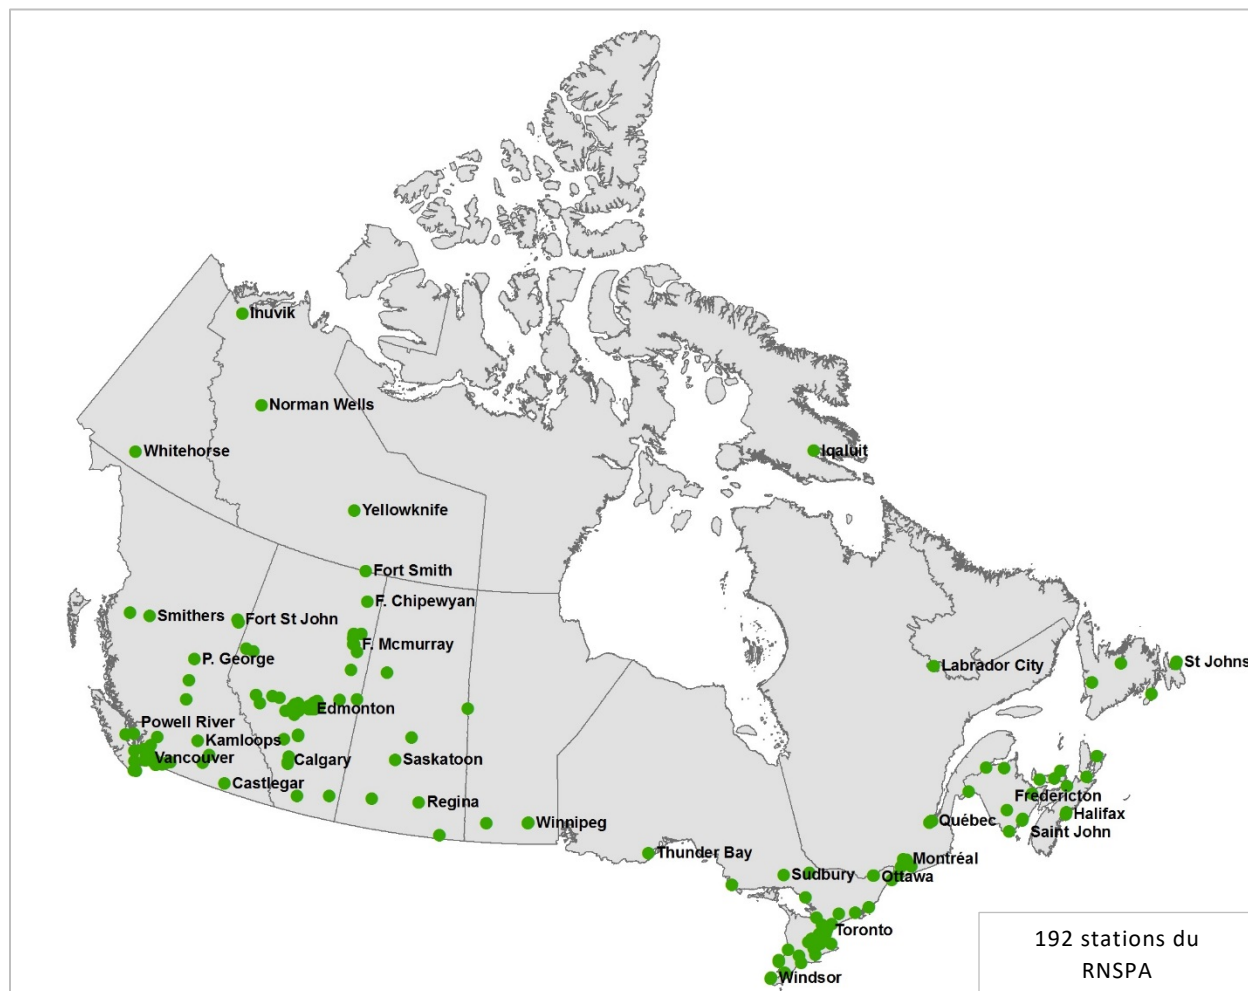 Inuvik
Norman Wells
Whitehorse
Iqaluit
Yellowknife
Fort Smith
F. Chipewyan
Smithers
Fort St John
F. Mcmurray
P. George
Labrador City
St Johns
Edmonton
Powell River
Kamloops
Vancouver
Calgary
Saskatoon
Castlegar
Regina
Fredericton
Halifax
Winnipeg
Québec
Saint John
Thunder Bay
Montréal
Sudbury
Ottawa
Toronto
Windsor
192 stations du
RNSPA